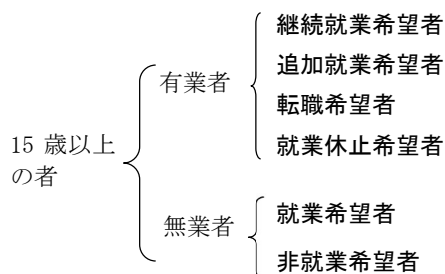 15 歳以上
の者
有業者
継続就業希望者
追加就業希望者
転職希望者
就業休止希望者
無業者
就業希望者
非就業希望者